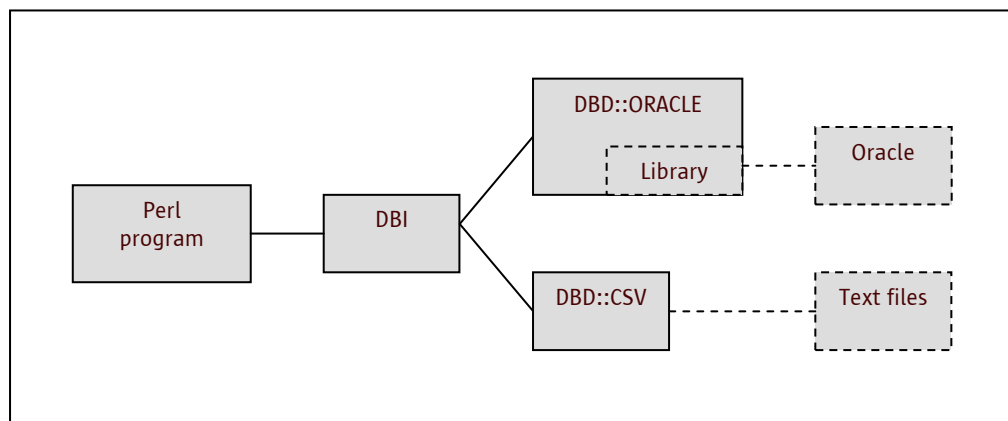 DBD::ORACLE
Library
Oracle
Perl
program
DBI
DBD::CSV
Text files